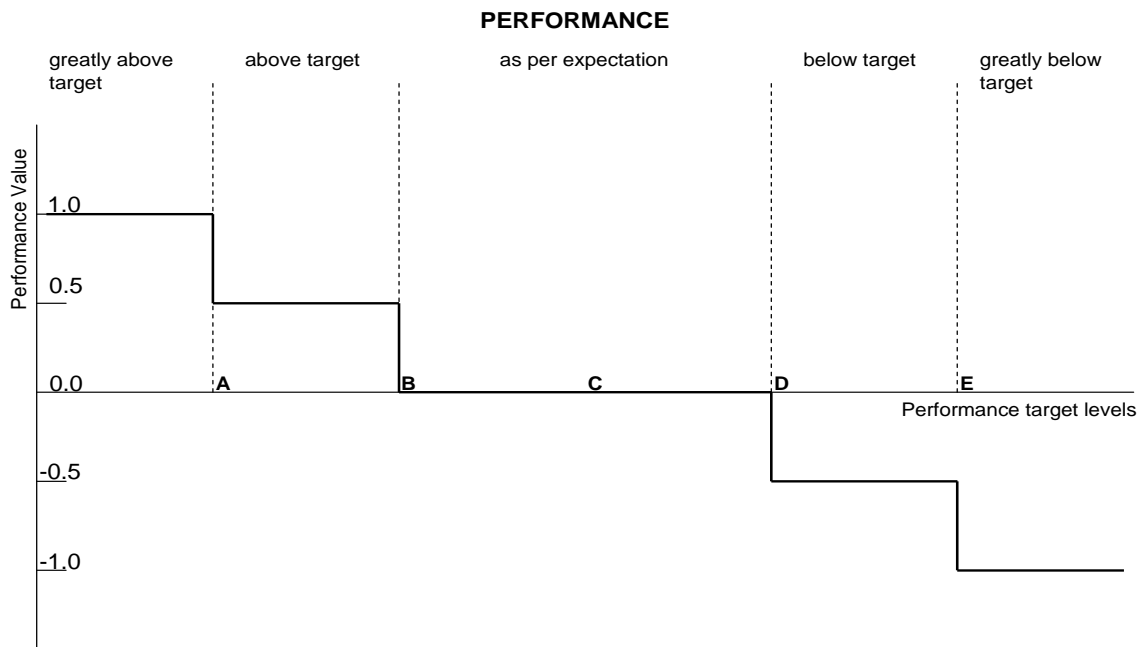 PERFORMANCE
greatly above target
above target
as per expectation
below target
greatly below target
Performance Value
1.0
0.5
0.0
A
B
C
D
E
Performance target levels
-0.5
-1.0